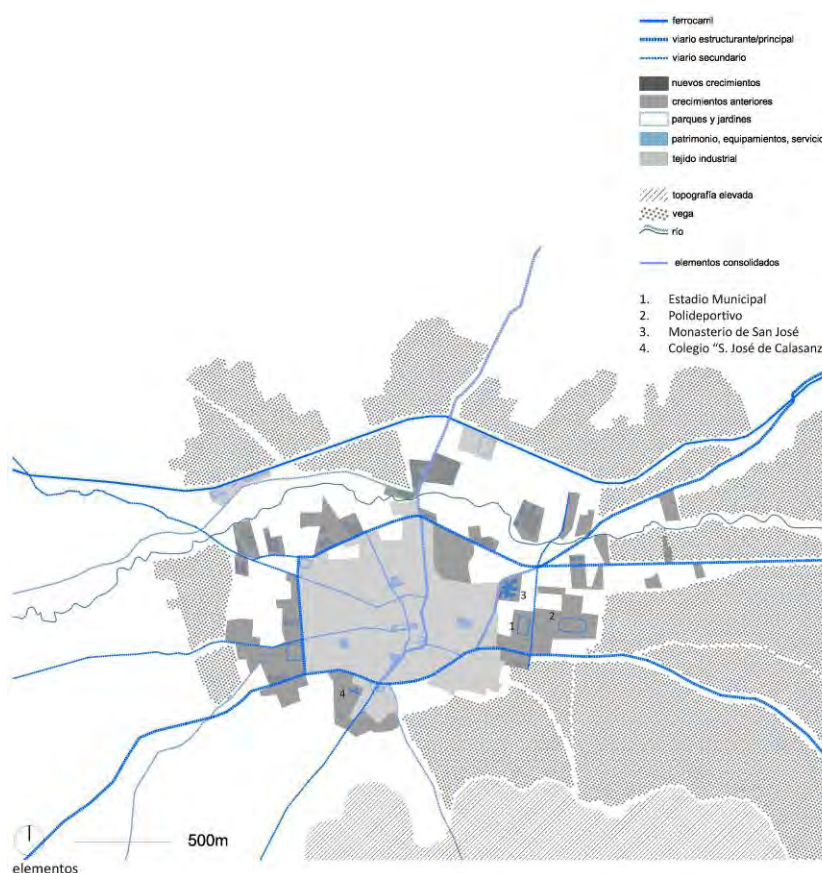 ferrocarril
viario estructurante/principal
viario secundario
nuevos crecimientos
crecimientos anteriores
parques y jardines
patrimonio, equipamientos, servicio
tejido industrial
topografía elevada
vega
río
elementos consolidados
1. Estadio Municipal
2. Polideportivo
3. Monasterio de San José
4. Colegio "S. José de Calasanz
3
1
2
4
500m
elementos